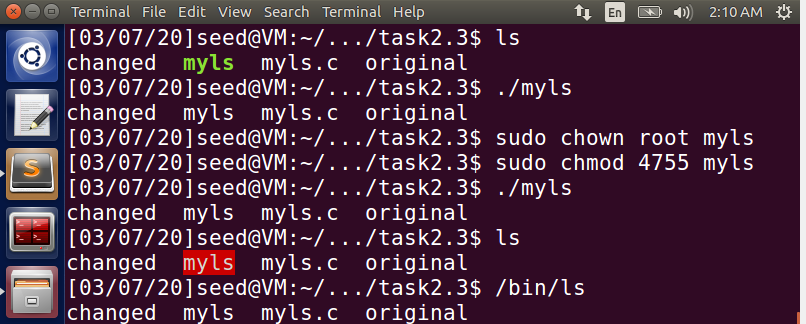 Terminal File Edit View Search Terminal Help En 2:10 AM
[03/07/20]seed@VM:~/.../task2.3$ ls
changed  myls  myls.c  original
[03/07/20]seed@VM:~/.../task2.3$ ./myls
changed  myls  myls.c  original
[03/07/20]seed@VM:~/.../task2.3$ sudo chown root myls
[03/07/20]seed@VM:~/.../task2.3$ sudo chmod 4755 myls
[03/07/20]seed@VM:~/.../task2.3$ ./myls
changed  myls  myls.c  original
[03/07/20]seed@VM:~/.../task2.3$ ls
changed  myls  myls.c  original
[03/07/20]seed@VM:~/.../task2.3$ /bin/ls
changed  myls  myls.c  original